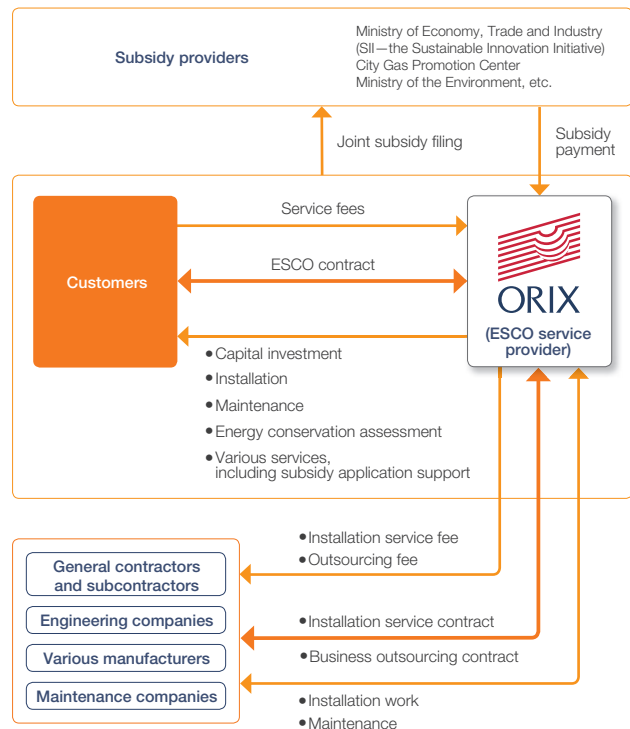 Subsidy providers
Ministry of Economy, Trade and Industry
(SII—the Sustainable Innovation Initiative)
City Gas Promotion Center
Ministry of the Environment, etc.
Joint subsidy filing
Subsidy
payment
Customers
Service fees
ESCO contract
ORIX
(ESCO service
provider)
•Capital investment
•Installation
•Maintenance
•Energy conservation assessment
•Various services,
including subsidy application support
General contractors
and subcontractors
Engineering companies
Various manufacturers
Maintenance companies
•Installation service fee
•Outsourcing fee
•Installation service contract
•Business outsourcing contract
•Installation work
•Maintenance